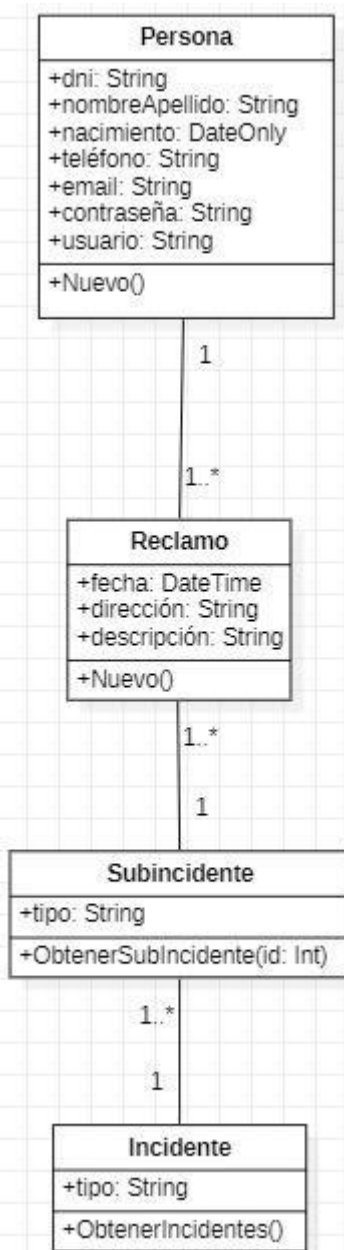 Persona
+dni: String
+nombreApellido: String
+nacimiento: DateOnly
+teléfono: String
+email: String
+contraseña: String
+usuario: String
+Nuevo()
1
1..*
Reclamo
+fecha: DateTime
+dirección: String
+descripción: String
+Nuevo()
1..*
1
Subincidente
+tipo: String
+ObtenerSubIncidente(id: Int)
1..*
1
Incidente
+tipo: String
+ObtenerIncidentes()